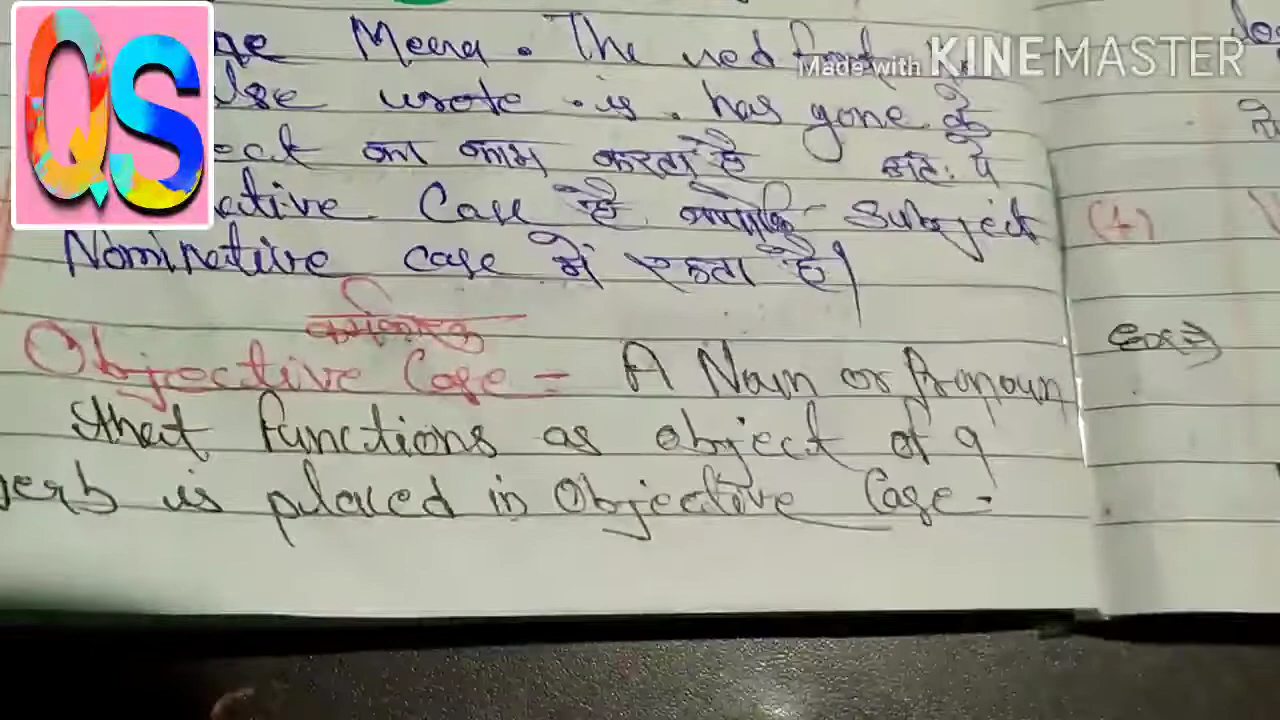 QS
Made with KINEMASTER
Meera. The red
wrote is. has gone के
ect का काम करता है अतः ये
ative Case है क्योंकि Subject
Nominative case में रहता है।
कर्मकारक
Objective Case = A Noun or Pronoun
that functions as object of a
verb is placed in Objective Case-
(4)